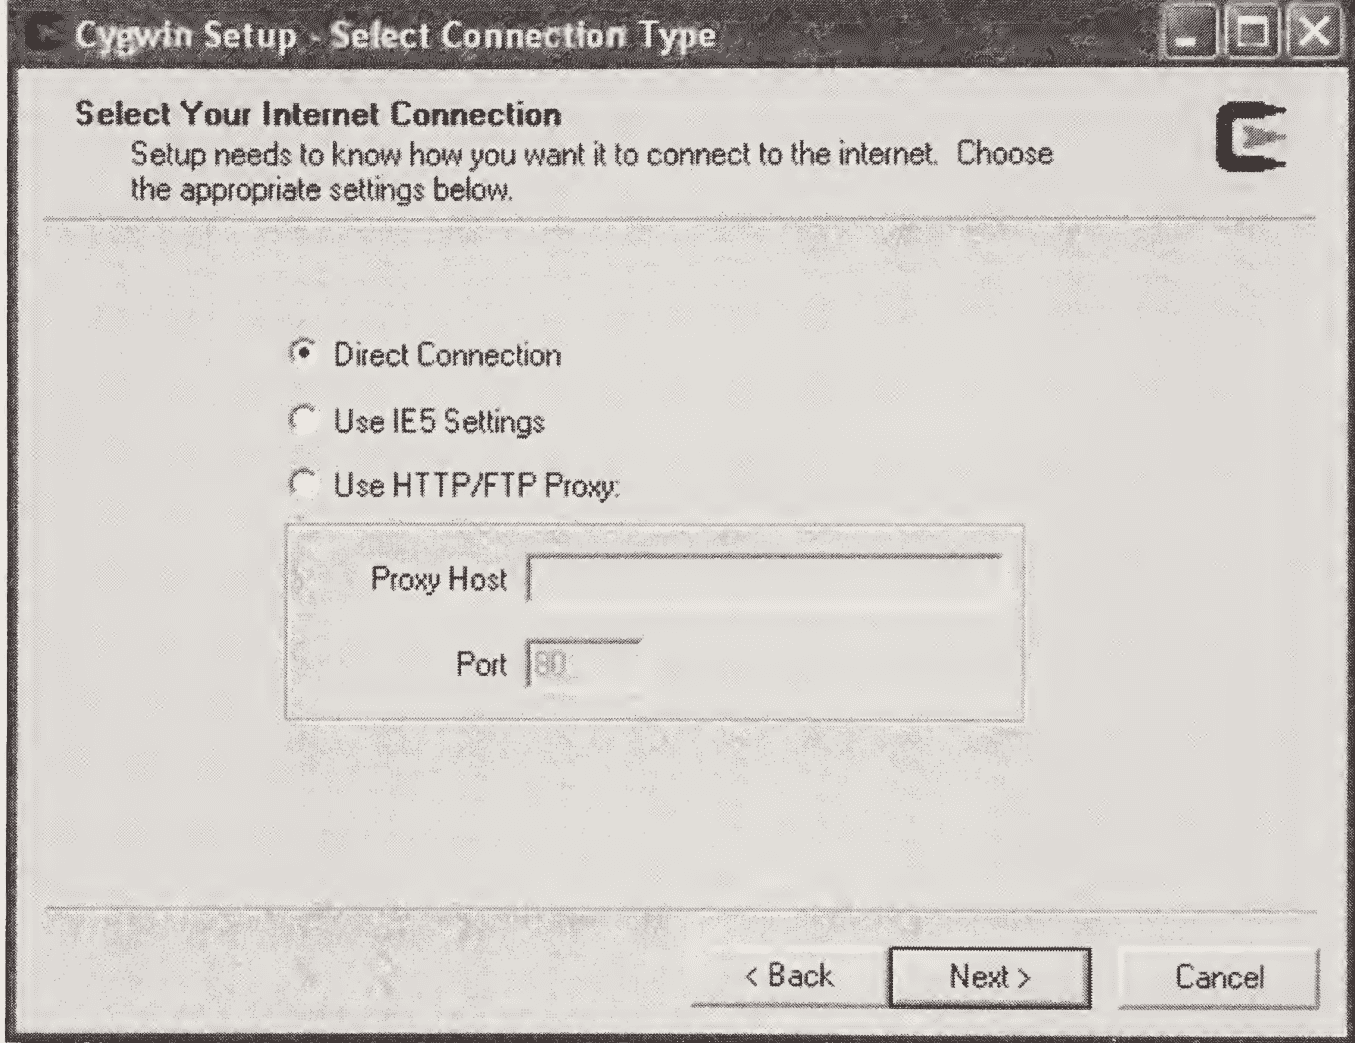 Cygwin Setup - Select Connection Type
Select Your Internet Connection
Setup needs to know how you want it to connect to the internet.  Choose
the appropriate settings below.
Direct Connection
Use IE5 Settings
Use HTTP/FTP Proxy:
Proxy Host
Port 80
< Back Next > Cancel